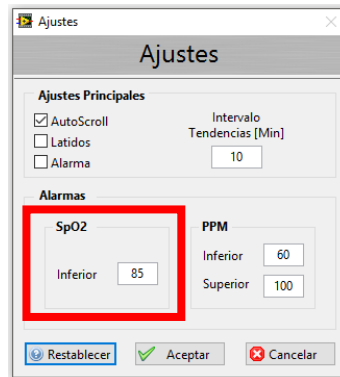 Ajustes
Ajustes
Ajustes Principales
AutoScroll
Latidos
Alarma
Intervalo
Tendencias [Min]
10
Alarmas
SpO2
Inferior 85
PPM
Inferior 60
Superior 100
Restablecer Aceptar Cancelar